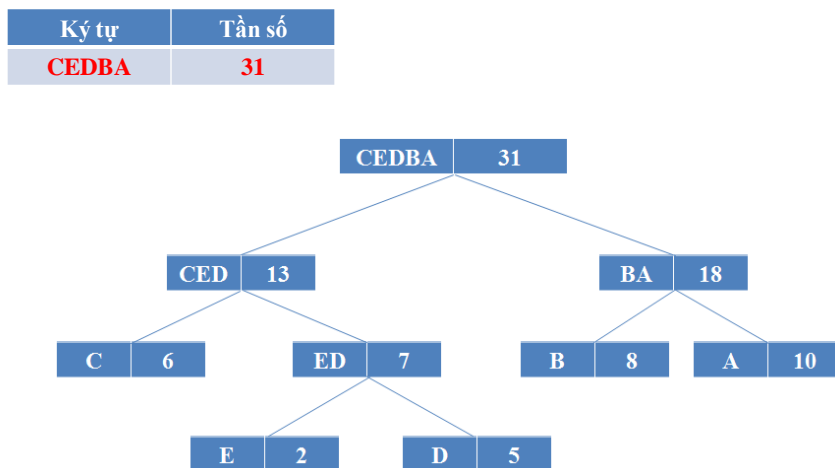 Ký tự Tần số
CEDBA 31
CEDBA 31
CED 13 BA 18
C 6 ED 7 B 8 A 10
E 2 D 5